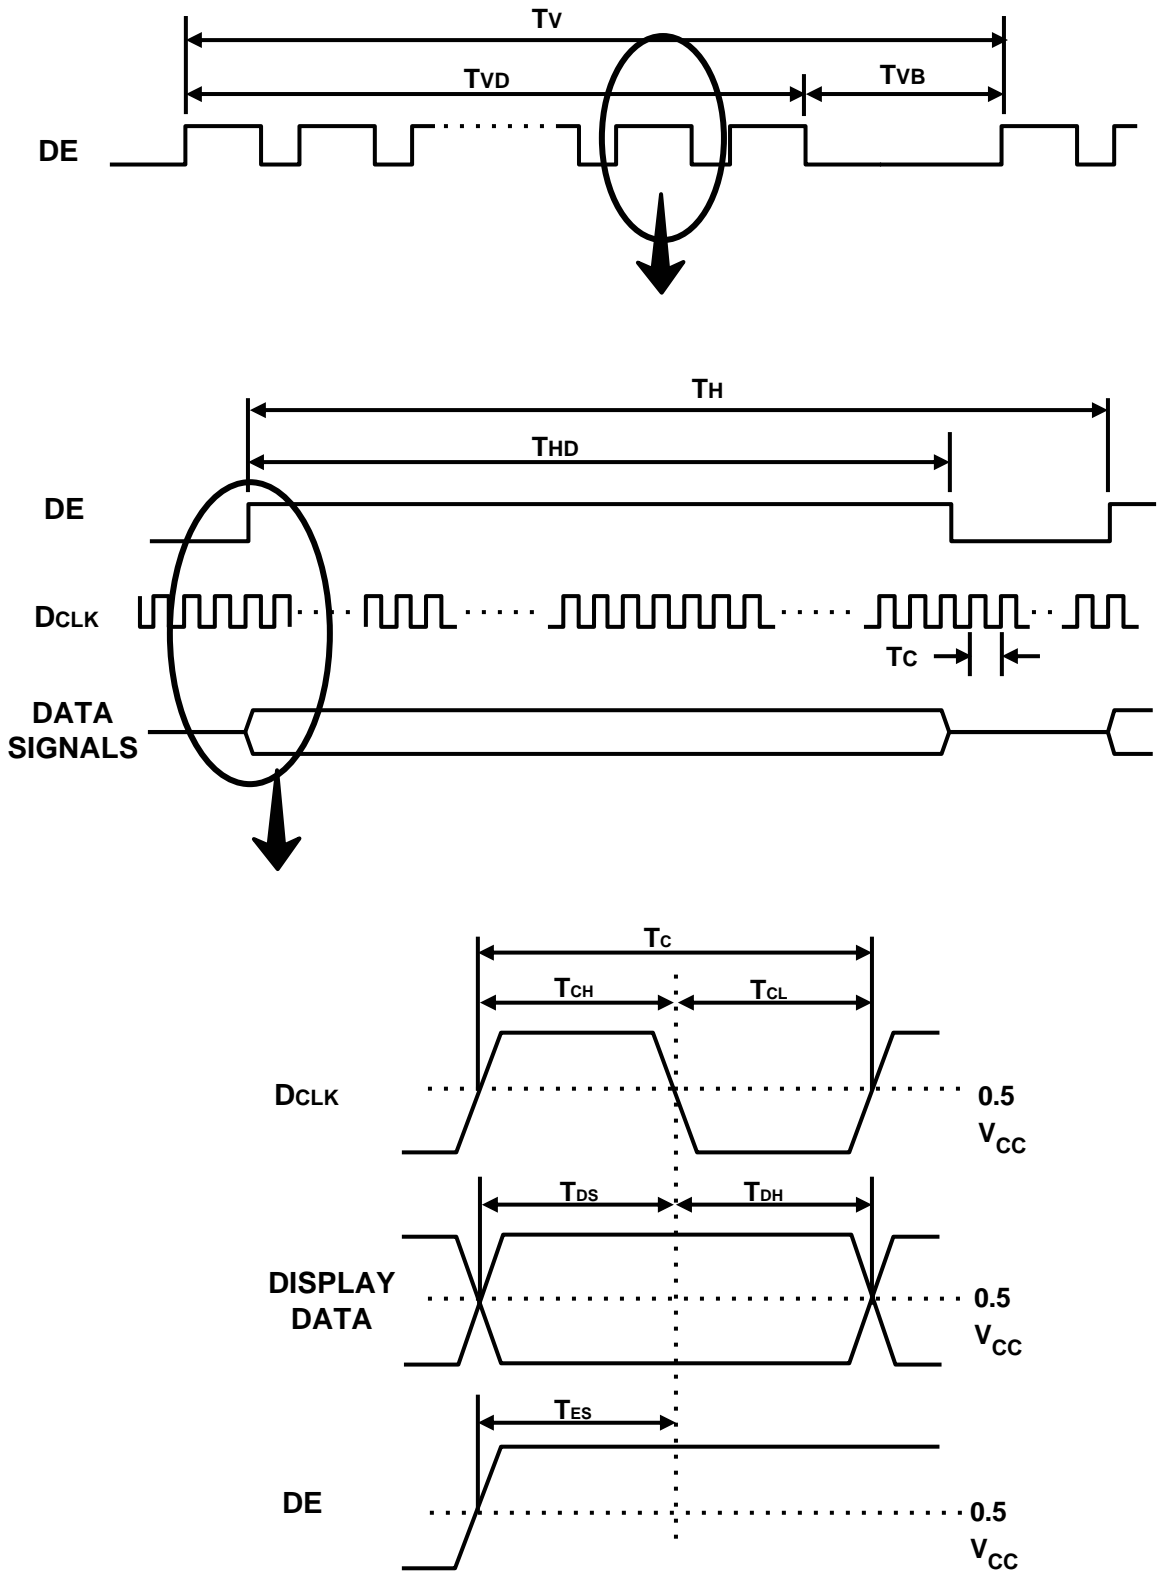 TV
TVD
TVB
DE
TH
THD
DE
DCLK
TC
DATA
SIGNALS
TC
TCH
TCL
DCLK
0.5
VCC
TDS
TDH
DISPLAY
DATA
0.5
VCC
TES
DE
0.5
VCC